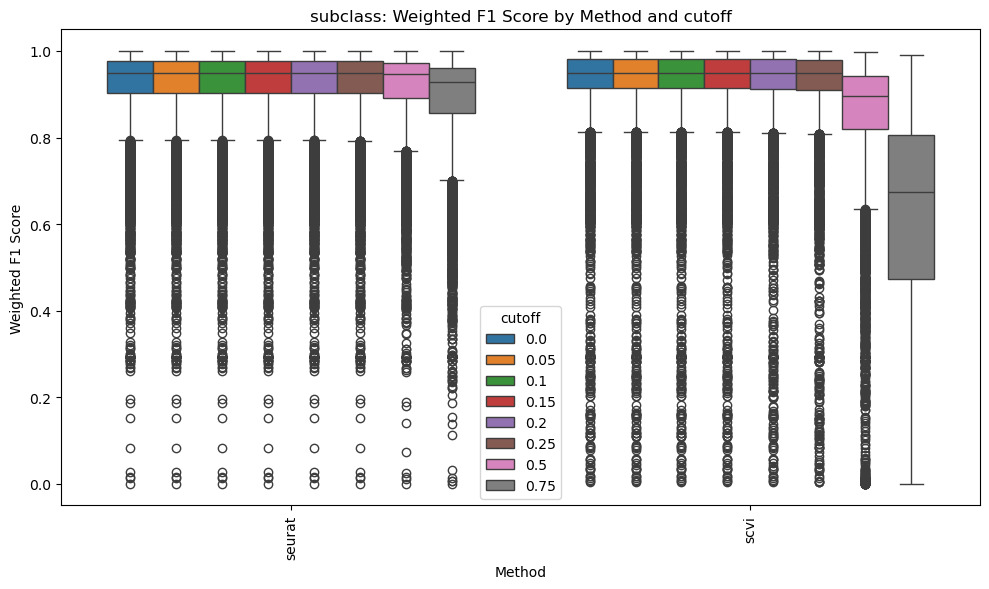 subclass: Weighted F1 Score by Method and cutoff
Weighted F1 Score
1.0
0.8
0.6
0.4
0.2
0.0
cutoff
0.0
0.05
0.1
0.15
0.2
0.25
0.5
0.75
seurat
scvi
Method